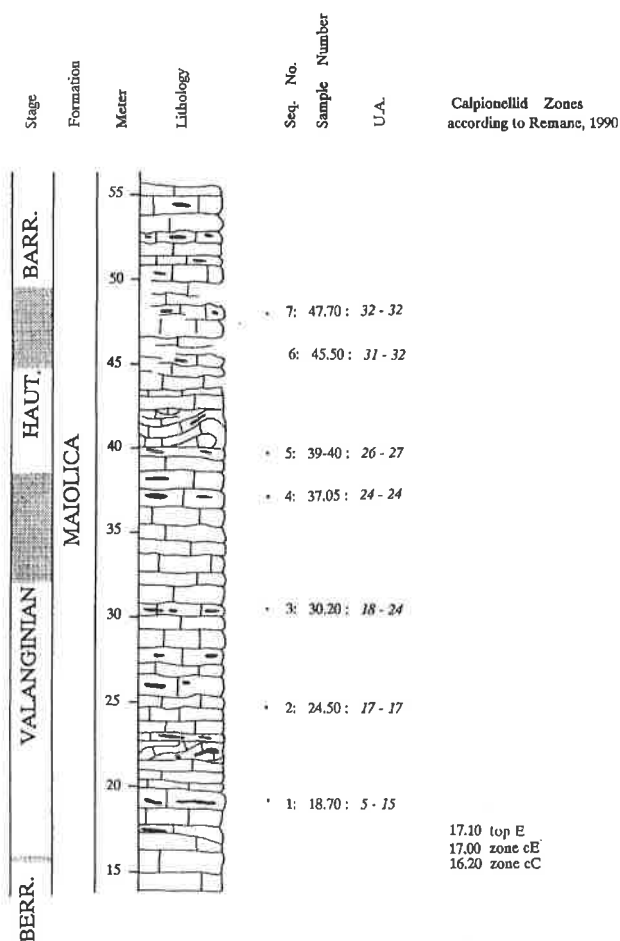 Stage
Formation
Meter
Lithology
Seq. No.
Sample Number
U.A.
Calpionellid Zones
according to Remane, 1990
BARR.
HAUT.
VALANGINIAN
BERR.
MAIOLICA
55
50
7: 47.70: 32 - 32
6: 45.50: 31 - 32
45
40
5: 39-40: 26 - 27
4: 37.05: 24 - 24
35
30
3: 30.20: 18 - 24
25
2: 24.50: 17 - 17
20
1: 18.70: 5 - 15
17.10 top E
17.00 zone cE
16.20 zone cC
15